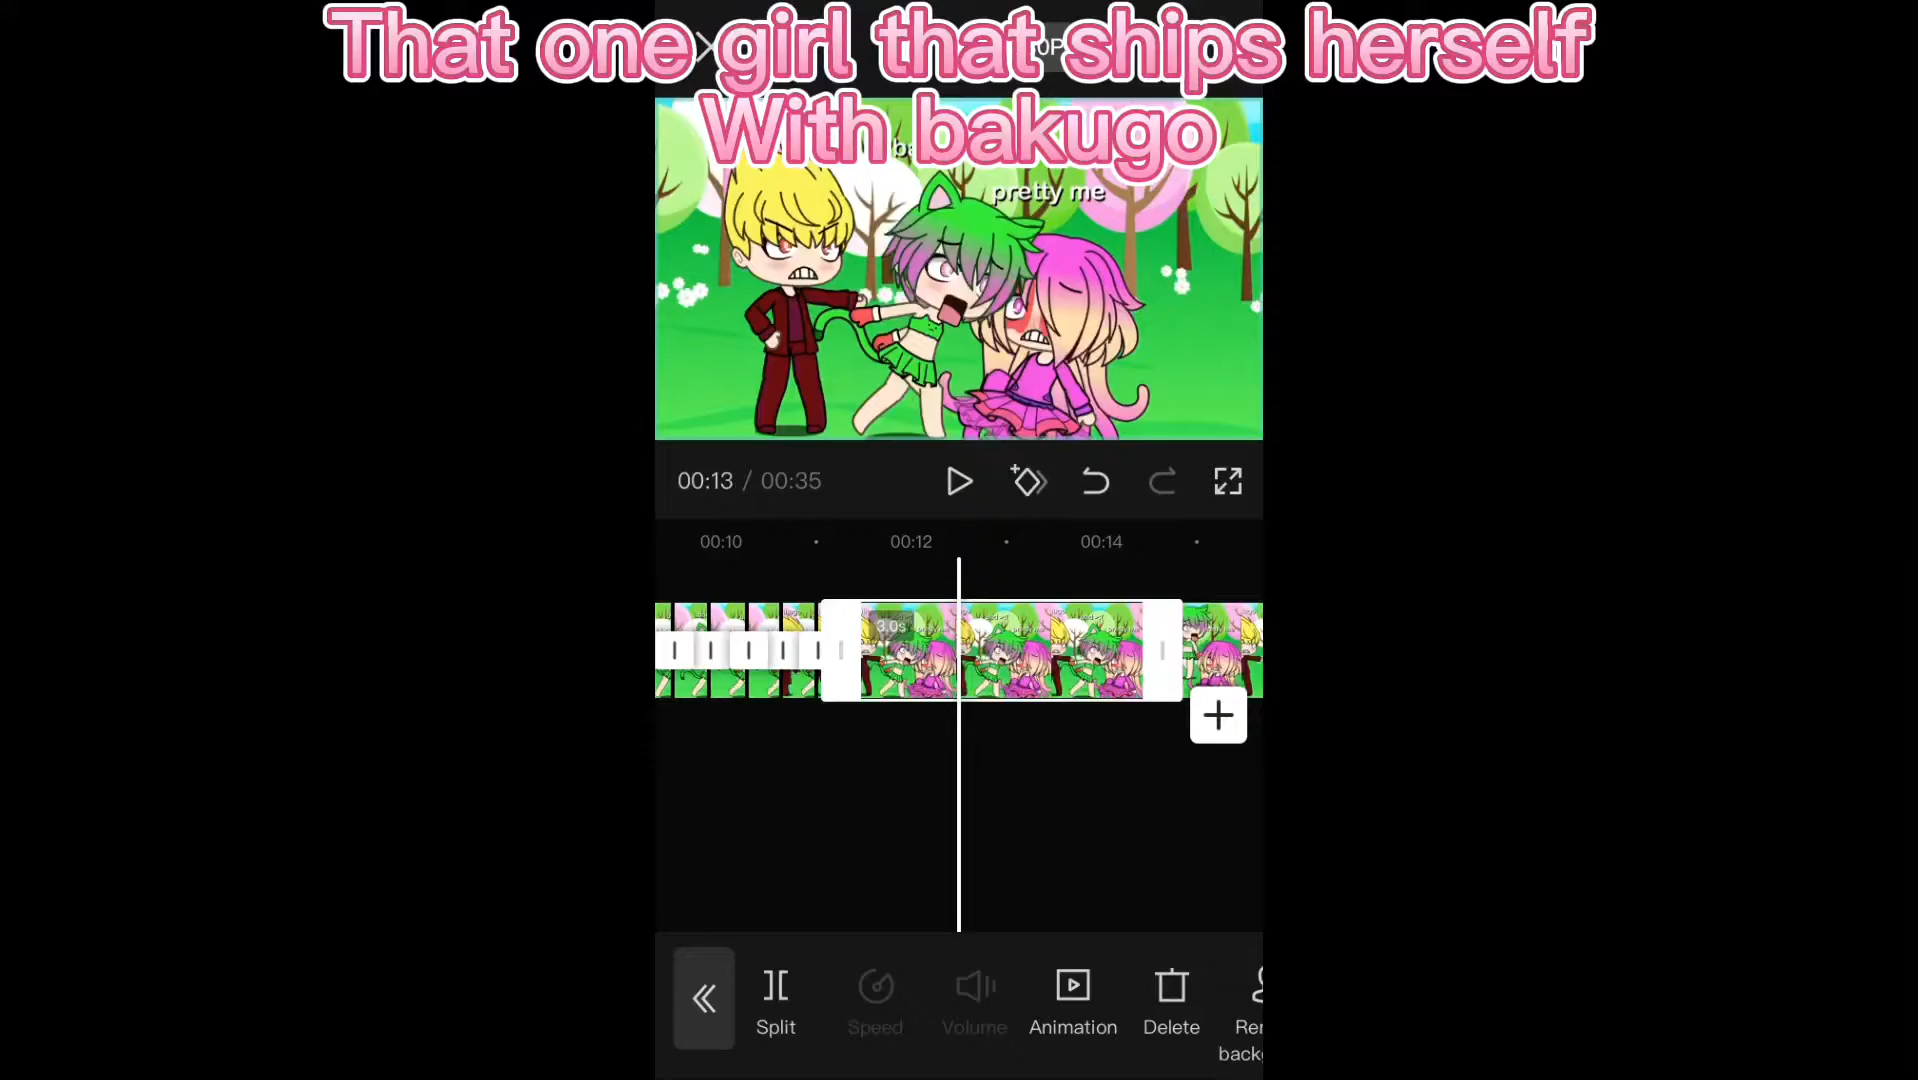 That one girl that ships herself
With bakugo
pretty me
00:13 / 00:35
00:10
00:12
00:14
3.0s
Split
Speed
Volume
Animation
Delete